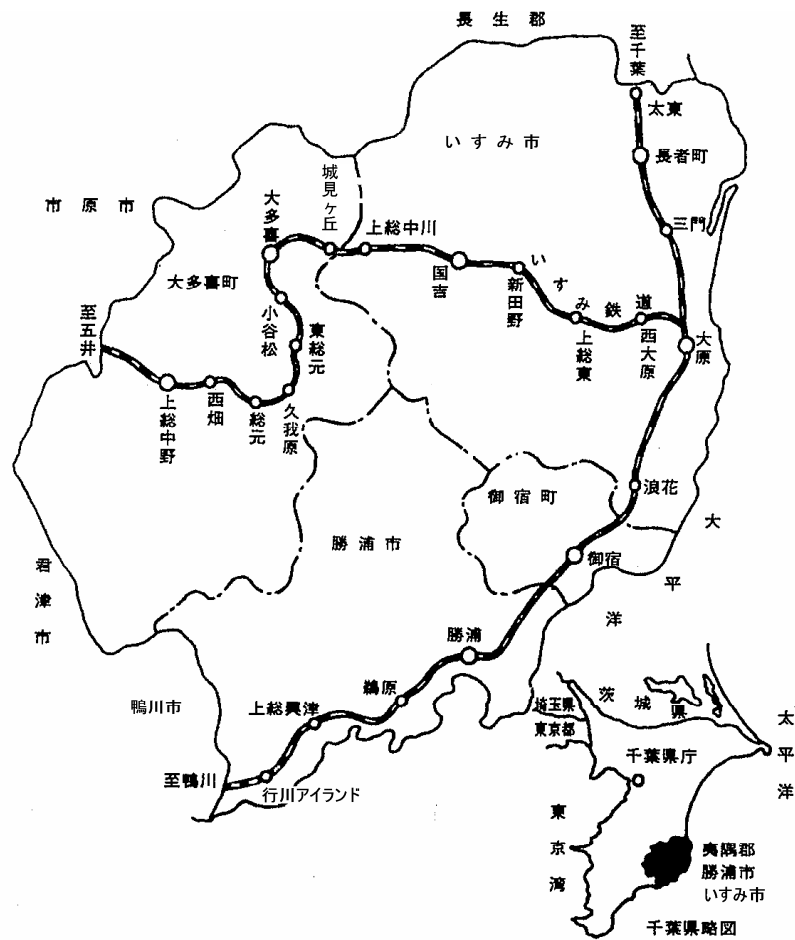 長生郡
至千葉
太東
いすみ市
長者町
城見ヶ丘
大多喜
上総中川
市原市
三門
国吉
新田野
いすみ鉄道
大多喜町
小谷松
上総東
西大原
大原
至五井
東総元
上総中野
西畑
総元
久我原
御宿町
浪花
勝浦市
大平洋
御宿
君津市
勝浦
鵜原
鴨川市
上総興津
至鴨川
行川アイランド
茨城県
埼玉県
東京都
太平洋
千葉県庁
東京湾
夷隅郡
勝浦市
いすみ市
千葉県略図